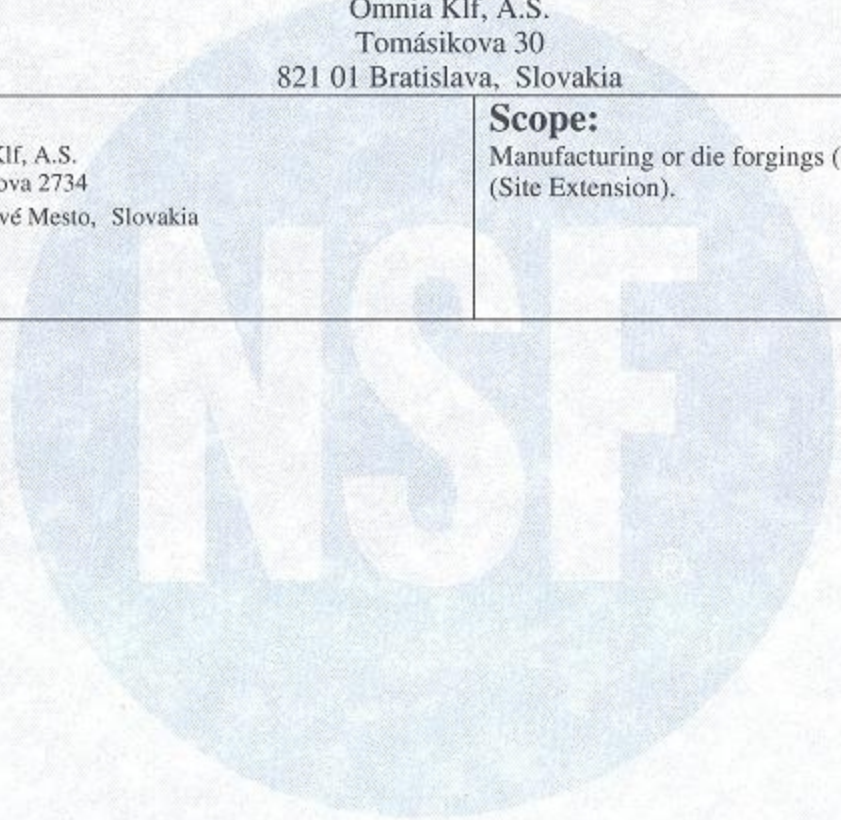 Omnia Klf, A.S.
Tomásikova 30
821 01 Bratislava, Slovakia
Klf, A.S.
ova 2734
vé Mesto, Slovakia
Scope:
Manufacturing or die forgings (
(Site Extension).
NSF
®